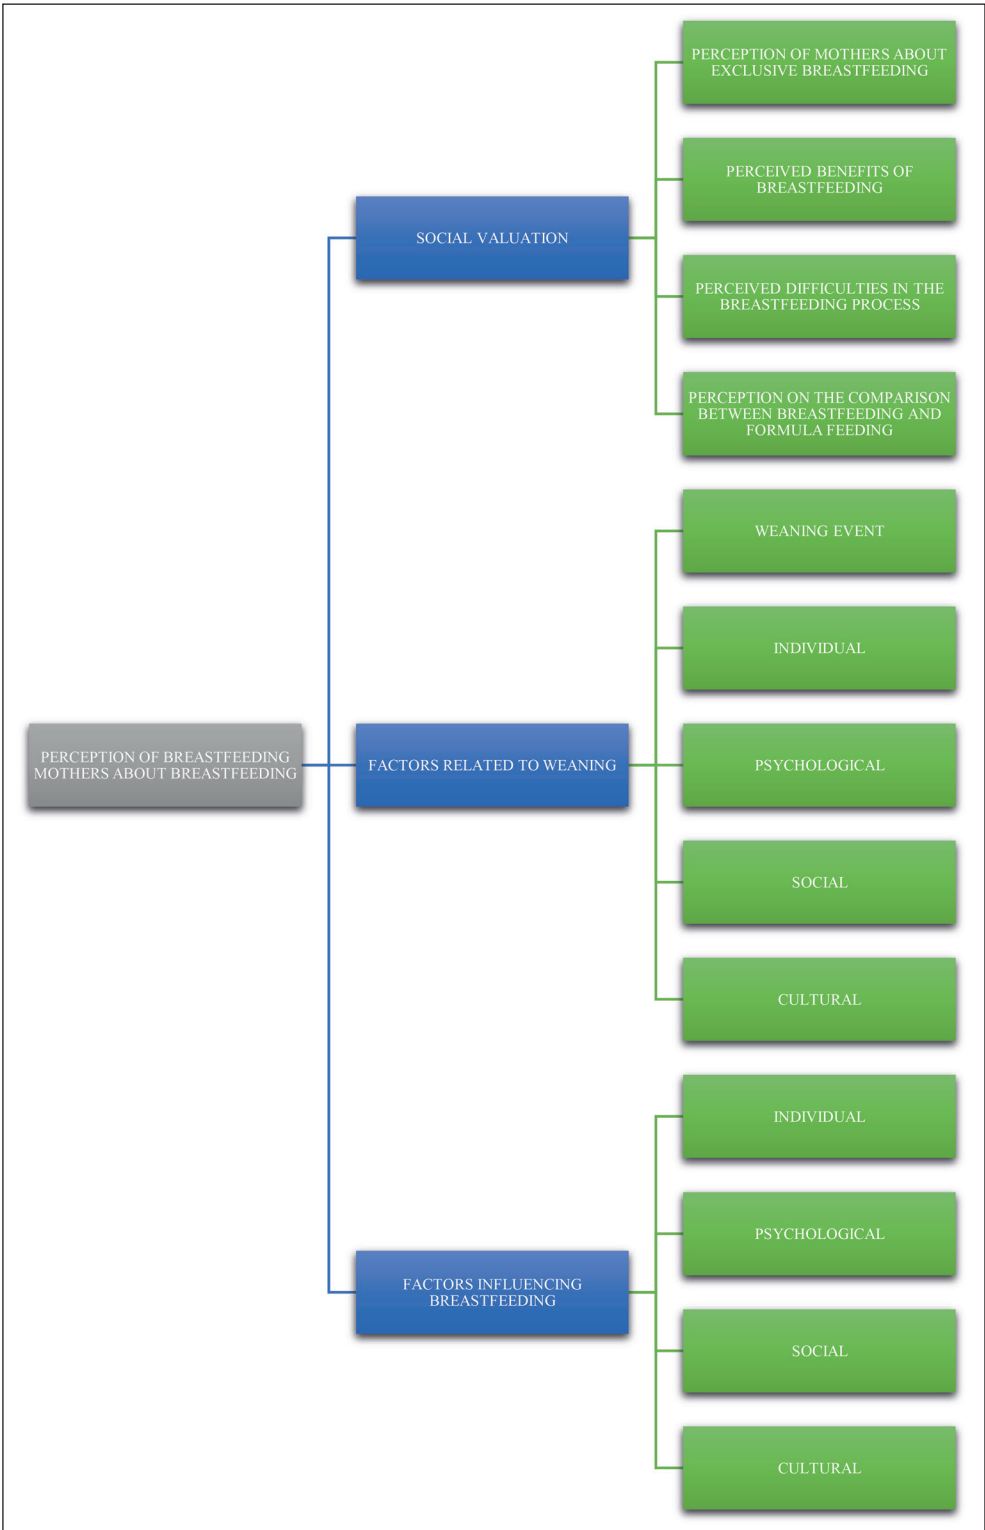 PERCEPTION OF BREASTFEEDING
MOTHERS ABOUT BREASTFEEDING
SOCIAL VALUATION
PERCEPTION OF MOTHERS ABOUT
EXCLUSIVE BREASTFEEDING
PERCEIVED BENEFITS OF
BREASTFEEDING
PERCEIVED DIFFICULTIES IN THE
BREASTFEEDING PROCESS
PERCEPTION ON THE COMPARISON
BETWEEN BREASTFEEDING AND
FORMULA FEEDING
FACTORS RELATED TO WEANING
WEANING EVENT
INDIVIDUAL
PSYCHOLOGICAL
SOCIAL
CULTURAL
FACTORS INFLUENCING
BREASTFEEDING
INDIVIDUAL
PSYCHOLOGICAL
SOCIAL
CULTURAL